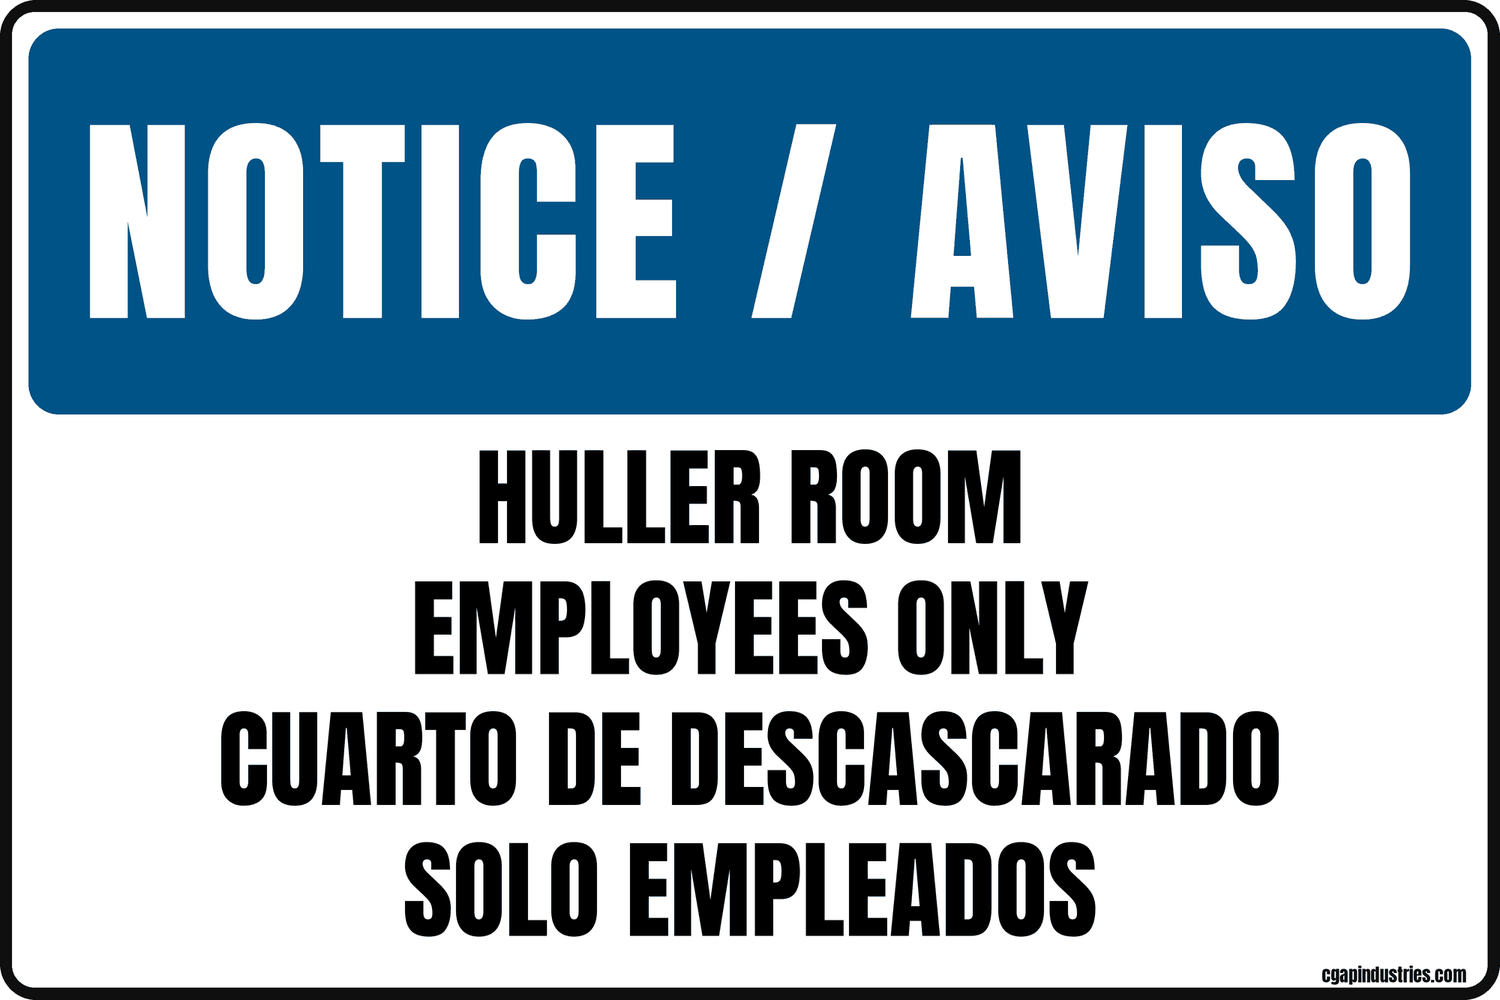 NOTICE / AVISO
HULLER ROOM
EMPLOYEES ONLY
CUARTO DE DESCASCARADO
SOLO EMPLEADOS
cgapindustries.com